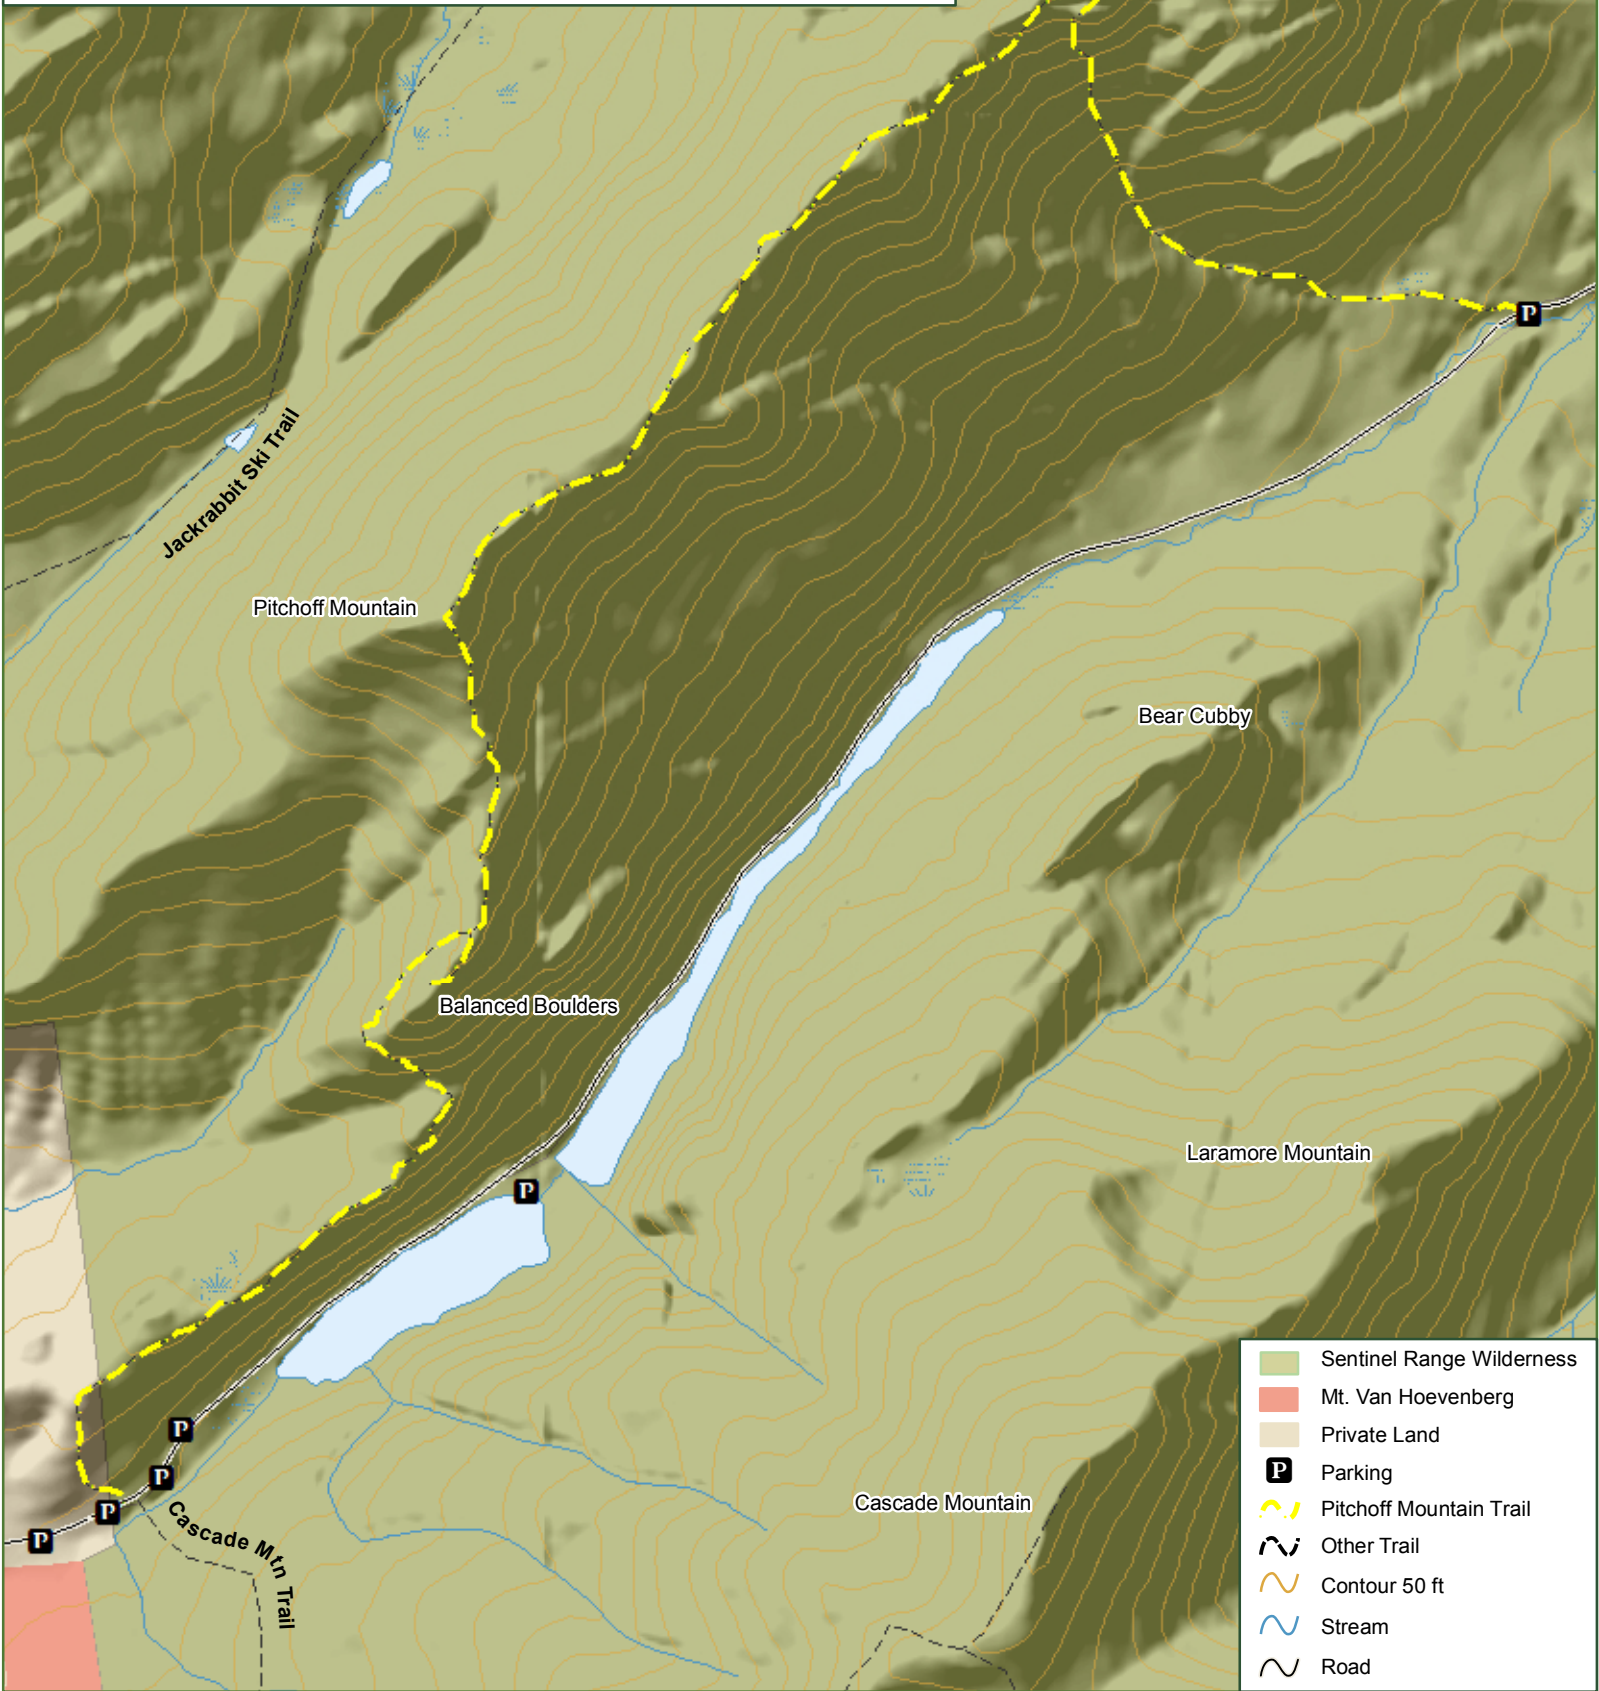 P
Jackrabbit Ski Trail
Pitchoff Mountain
Bear Cubby
Balanced Boulders
Laramore Mountain
P
P
P
P
P
Cascade Mtn Trail
Cascade Mountain
Sentinel Range Wilderness
Mt. Van Hoevenberg
Private Land
P Parking
Pitchoff Mountain Trail
Other Trail
Contour 50 ft
Stream
Road